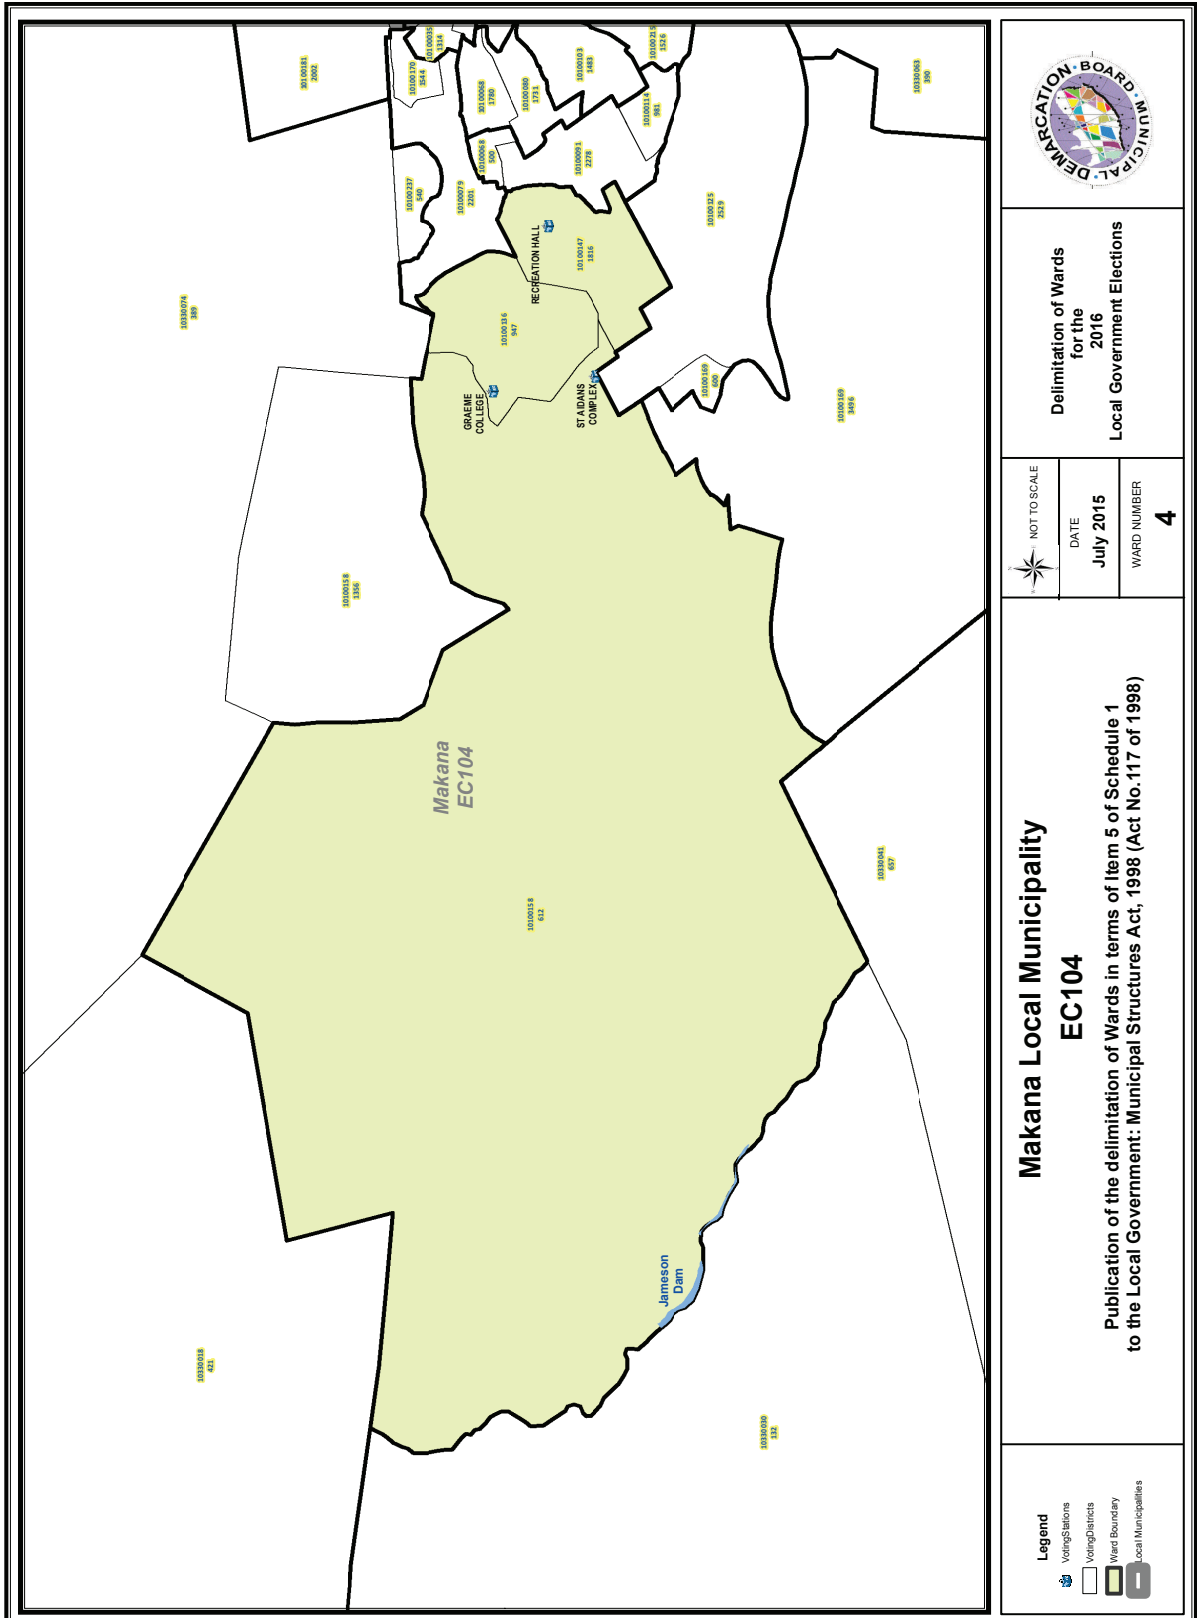 10100181
2002
10100170
1544
10100035
1314
10100068
1780
10100080
1731
10100103
1483
10100215
1526
10330063
390
10100114
981
10100237
540
10100079
2201
10100068
500
10100091
2278
10100125
2529
10330074
389
RECREATION HALL
10100147
1816
10100136
947
GRAEME
COLLEGE
ST AIDANS
COMPLEX
10100169
600
10100169
3496
10100158
1356
Makana
EC104
10100158
612
10330041
657
Jameson
Dam
10330018
421
10330030
132
DEMARCATION • BOARD • MUNICIPAL •
Delimitation of Wards
for the
2016
Local Government Elections
NOT TO SCALE
DATE
July 2015
WARD NUMBER
4
Makana Local Municipality
EC104
Publication of the delimitation of Wards in terms of Item 5 of Schedule 1
to the Local Government: Municipal Structures Act, 1998 (Act No.117 of 1998)
Legend
VotingStations
VotingDistricts
Ward Boundary
Local Municipalities